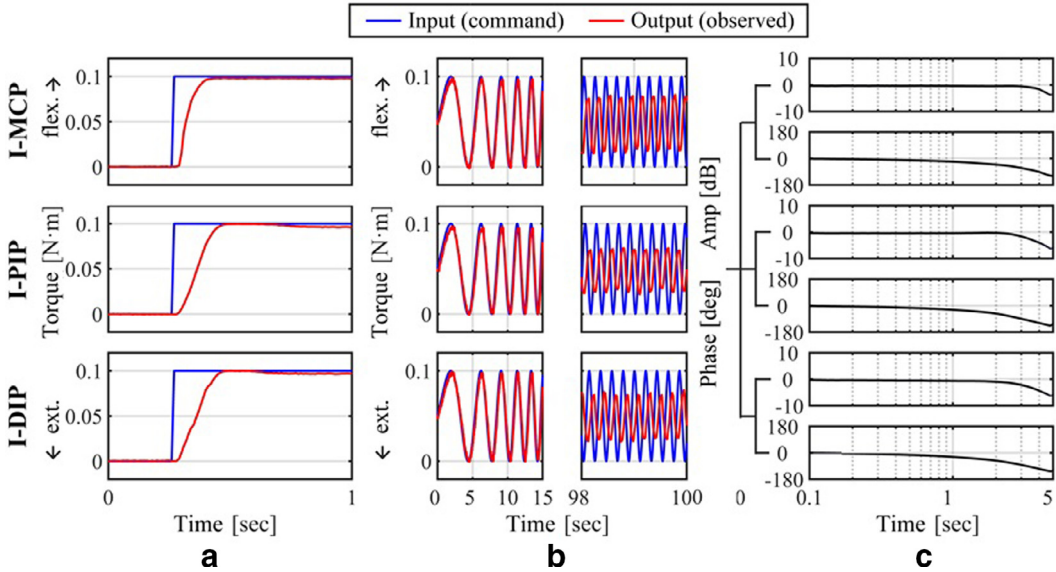 Input (command) Output (observed)
I-MCP
I-PIP
I-DIP
flex. →
Torque [N·m]
← ext.
0.1
0.05
0
0.1
0.05
0
0.1
0.05
0
0 1
Time [sec]
a
flex. →
Torque [N·m]
← ext.
0.1
0
0.1
0
0.1
0
0 5 10 15 98 100
Time [sec]
b
Amp [dB]
Phase [deg]
0
10
0
-10
180
0
-180
10
0
-10
180
0
-180
10
0
-10
180
0
-180
0.1 1 5
Time [sec]
c